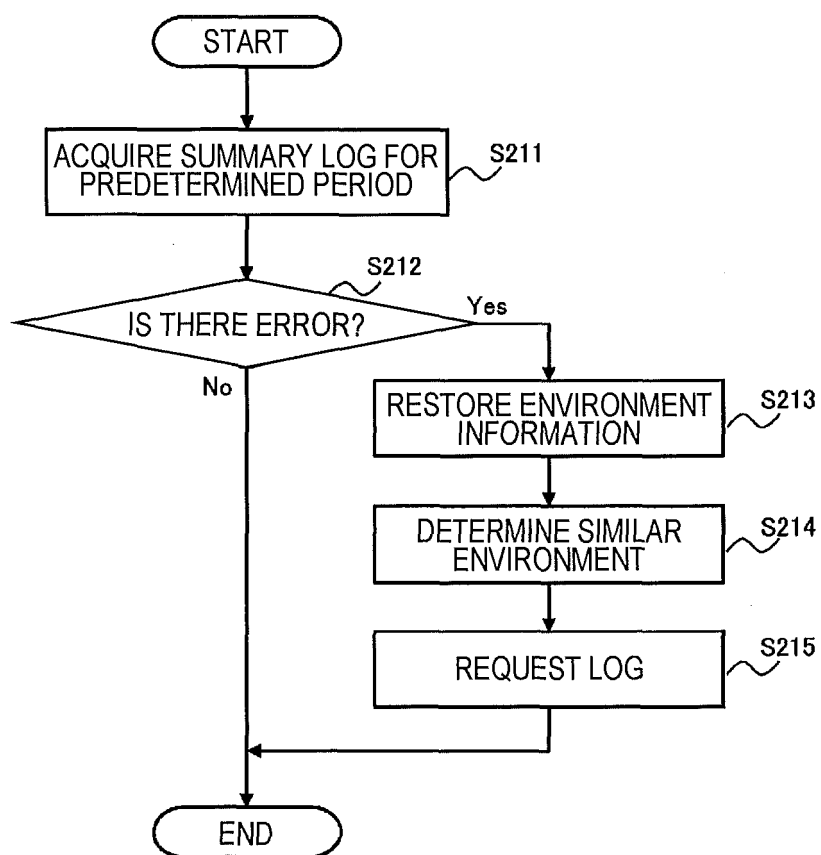 START
ACQUIRE SUMMARY LOG FOR
PREDETERMINED PERIOD
S211
S212
IS THERE ERROR?
Yes
No
RESTORE ENVIRONMENT
INFORMATION
S213
DETERMINE SIMILAR
ENVIRONMENT
S214
REQUEST LOG
S215
END